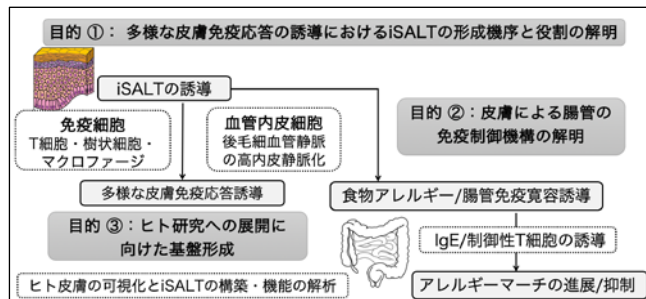 目的 ①： 多様な皮膚免疫応答の誘導におけるiSALTの形成機序と役割の解明
iSALTの誘導
免疫細胞
T細胞・樹状細胞・
マクロファージ
血管内皮細胞
後毛細血管静脈
の高内皮静脈化
目的 ②：皮膚による腸管の
免疫制御機構の解明
多様な皮膚免疫応答誘導
食物アレルギー/腸管免疫寛容誘導
目的 ③：ヒト研究への展開に
向けた基盤形成
IgE/制御性T細胞の誘導
ヒト皮膚の可視化とiSALTの構築・機能の解析
アレルギーマーチの進展/抑制